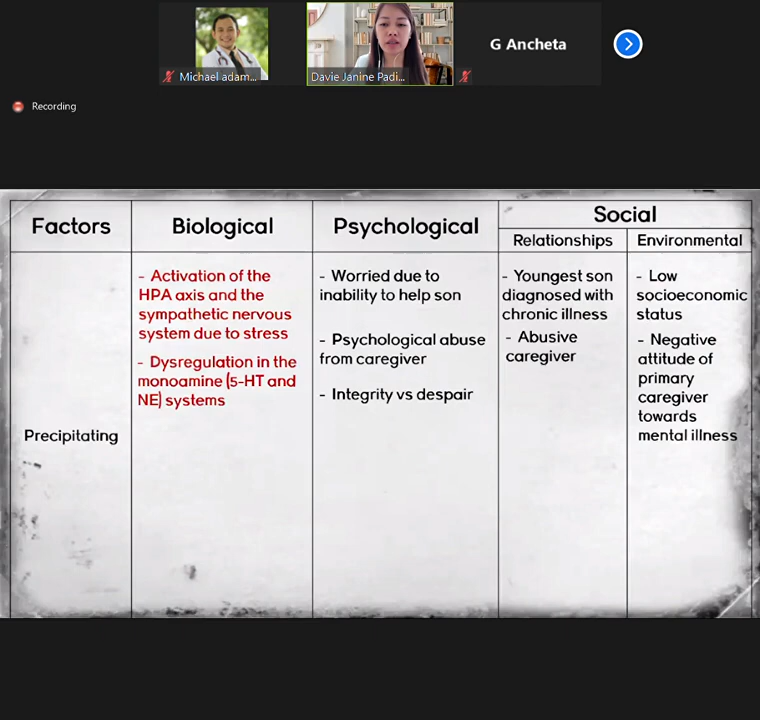 G Ancheta
Michael adam...
Davie Janine Padi...
Recording
Factors
Biological
Psychological
Social
Relationships
Environmental
Precipitating
- Activation of the
HPA axis and the
sympathetic nervous
system due to stress
- Dysregulation in the
monoamine (5-HT and
NE) systems
- Worried due to
inability to help son
- Psychological abuse
from caregiver
- Integrity vs despair
- Youngest son
diagnosed with
chronic illness
- Abusive
caregiver
- Low
socioeconomic
status
- Negative
attitude of
primary
caregiver
towards
mental illness